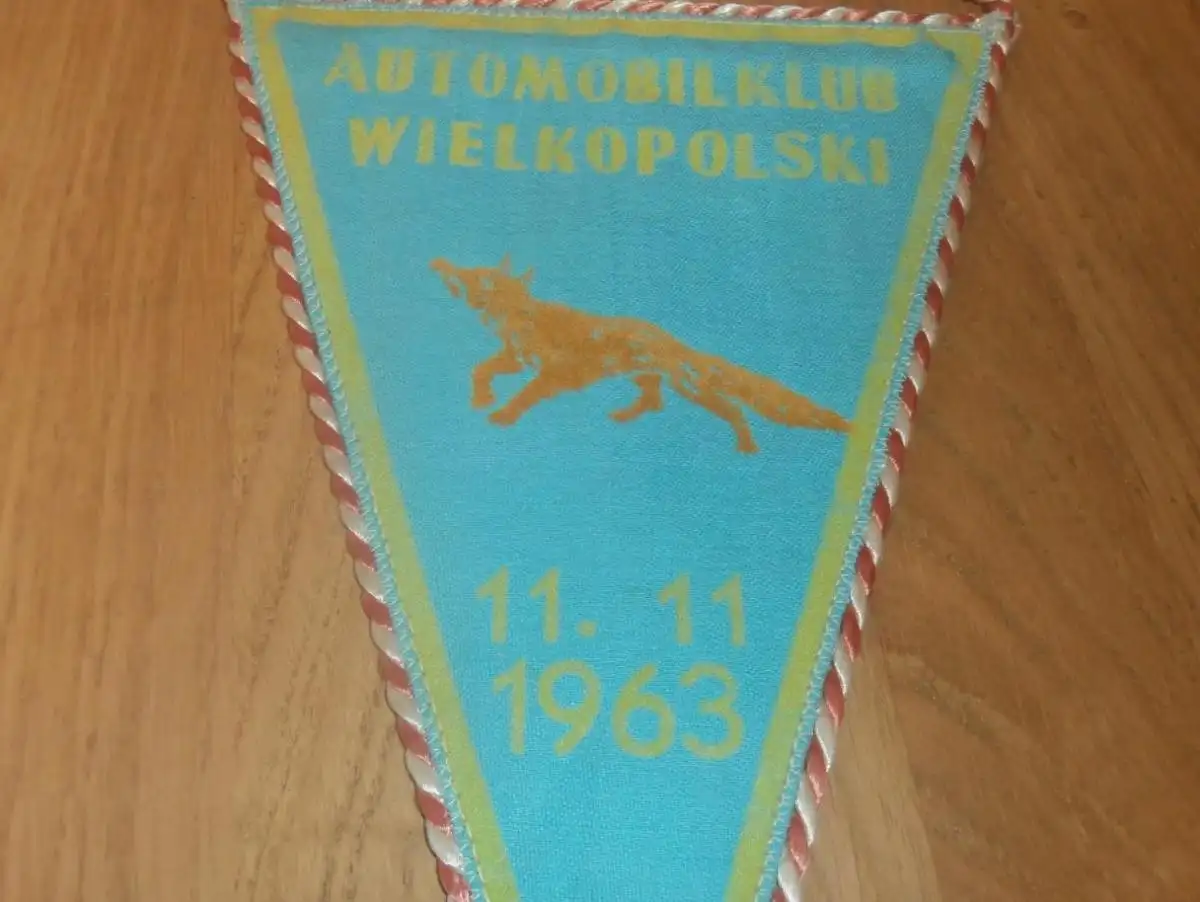 AUTOMOBILKLUB
WIELKOPOLSKI
11. 11
1963